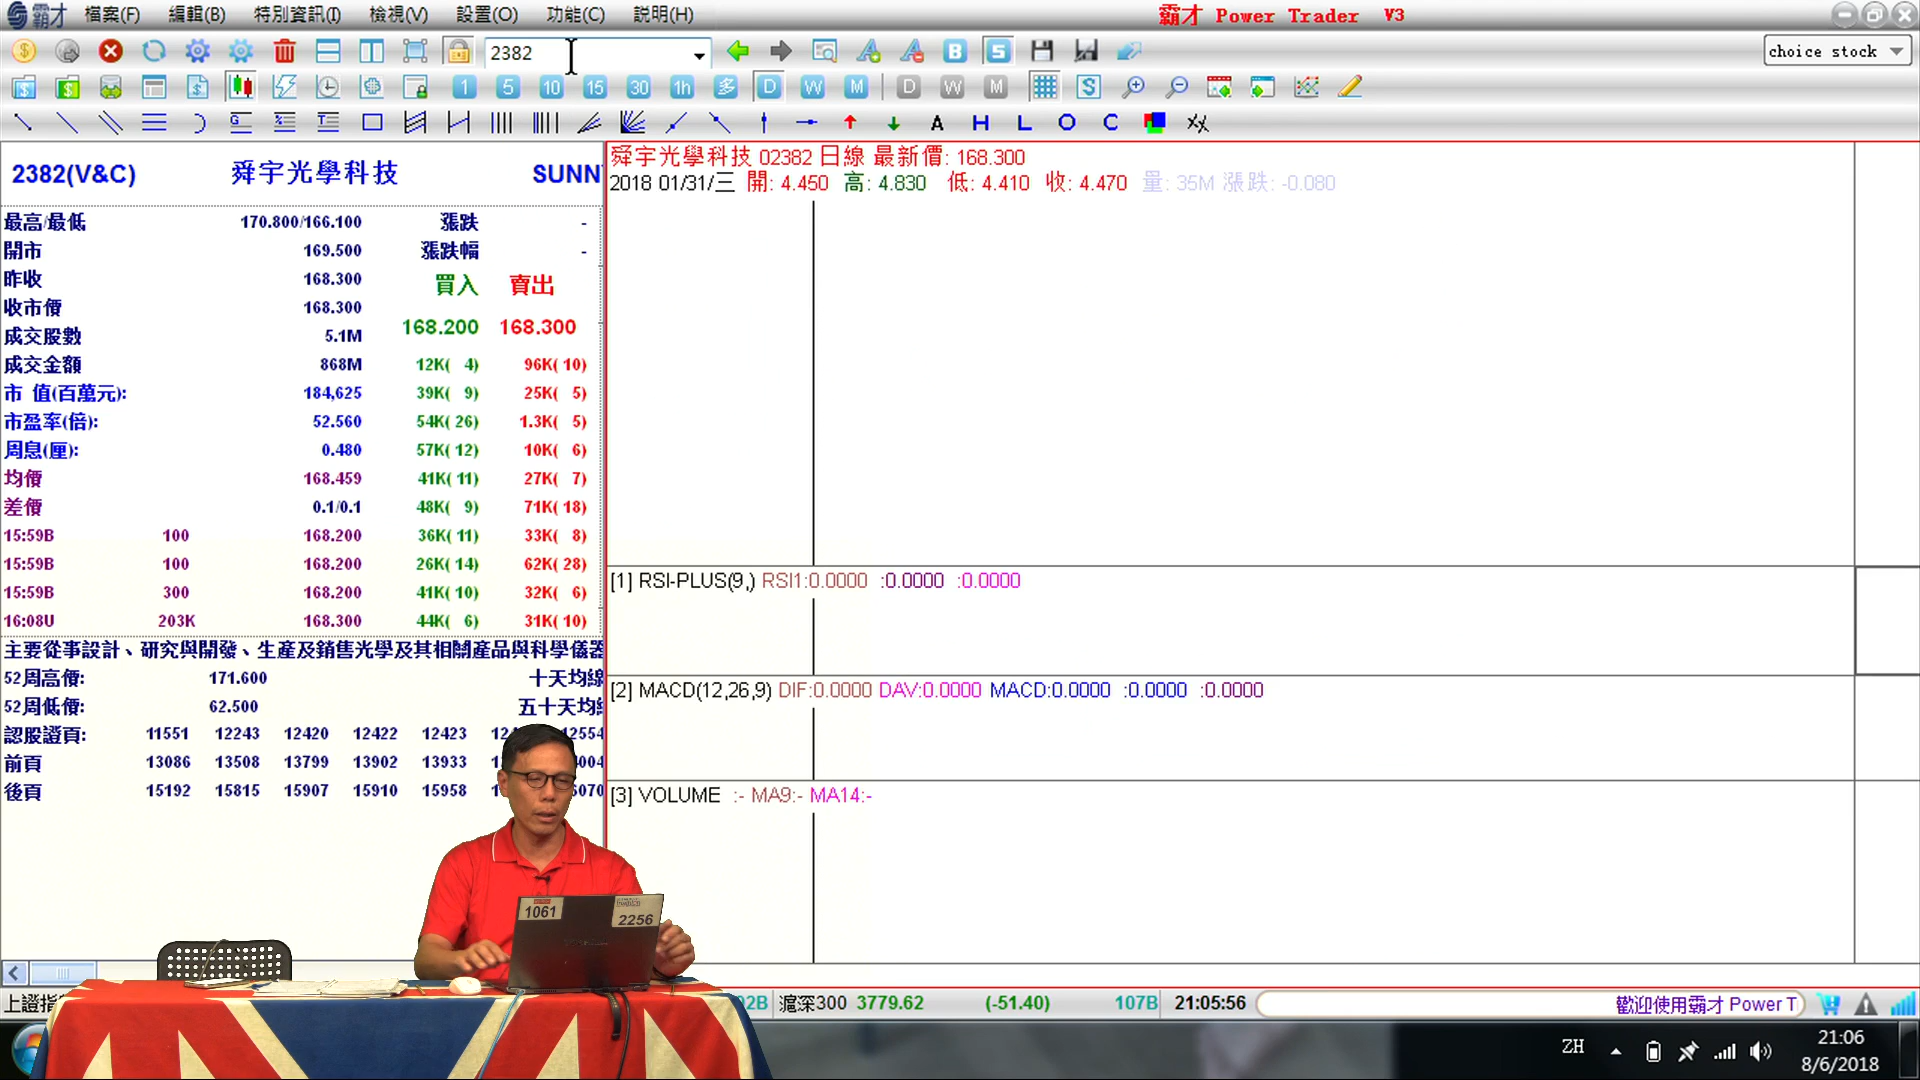 霸才 檔案(F) 編輯(B) 特別資訊(I) 檢視(V) 設置(O) 功能(C) 説明(H) 霸才 Power Trader V3
2382 B S choice stock
1 5 10 15 30 1h 多 D W M D W M S
A H L O C
2382(V&C) 舜宇光學科技 SUNN
最高/最低 170.800/166.100 漲跌 -
開市 169.500 漲跌幅 -
昨收 168.300 買入 賣出
收市價 168.300 168.200 168.300
成交股數 5.1M
成交金額 868M 12K( 4) 96K( 10)
市 值(百萬元): 184,625 39K( 9) 25K( 5)
市盈率(倍): 52.560 54K( 26) 1.3K( 5)
周息(厘): 0.480 57K( 12) 10K( 6)
均價 168.459 41K( 11) 27K( 7)
差價 0.1/0.1 48K( 9) 71K( 18)
15:59B 100 168.200 36K( 11) 33K( 8)
15:59B 100 168.200 26K( 14) 62K( 28)
15:59B 300 168.200 41K( 10) 32K( 6)
16:08U 203K 168.300 44K( 6) 31K( 10)
主要從事設計、研究與開發、生產及銷售光學及其相關產品與科學儀器
52周高價: 171.600 十天均線
52周低價: 62.500 五十天均
認股證頁: 11551 12243 12420 12422 12423 2554
前頁 13086 13508 13799 13902 13933 004
後頁 15192 15815 15907 15910 15958 070
舜宇光學科技 02382 日線 最新價: 168.300
2018 01/31/三 開: 4.450 高: 4.830 低: 4.410 收: 4.470 量: 35M 漲跌: -0.080
[1] RSI-PLUS(9,) RSI1:0.0000 :0.0000 :0.0000
[2] MACD(12,26,9) DIF:0.0000 DAV:0.0000 MACD:0.0000 :0.0000 :0.0000
[3] VOLUME :- MA9:- MA14:-
1061
2256
上證指 02B 滬深300 3779.62 (-51.40) 107B 21:05:56 歡迎使用霸才 Power T
ZH 21:06
8/6/2018